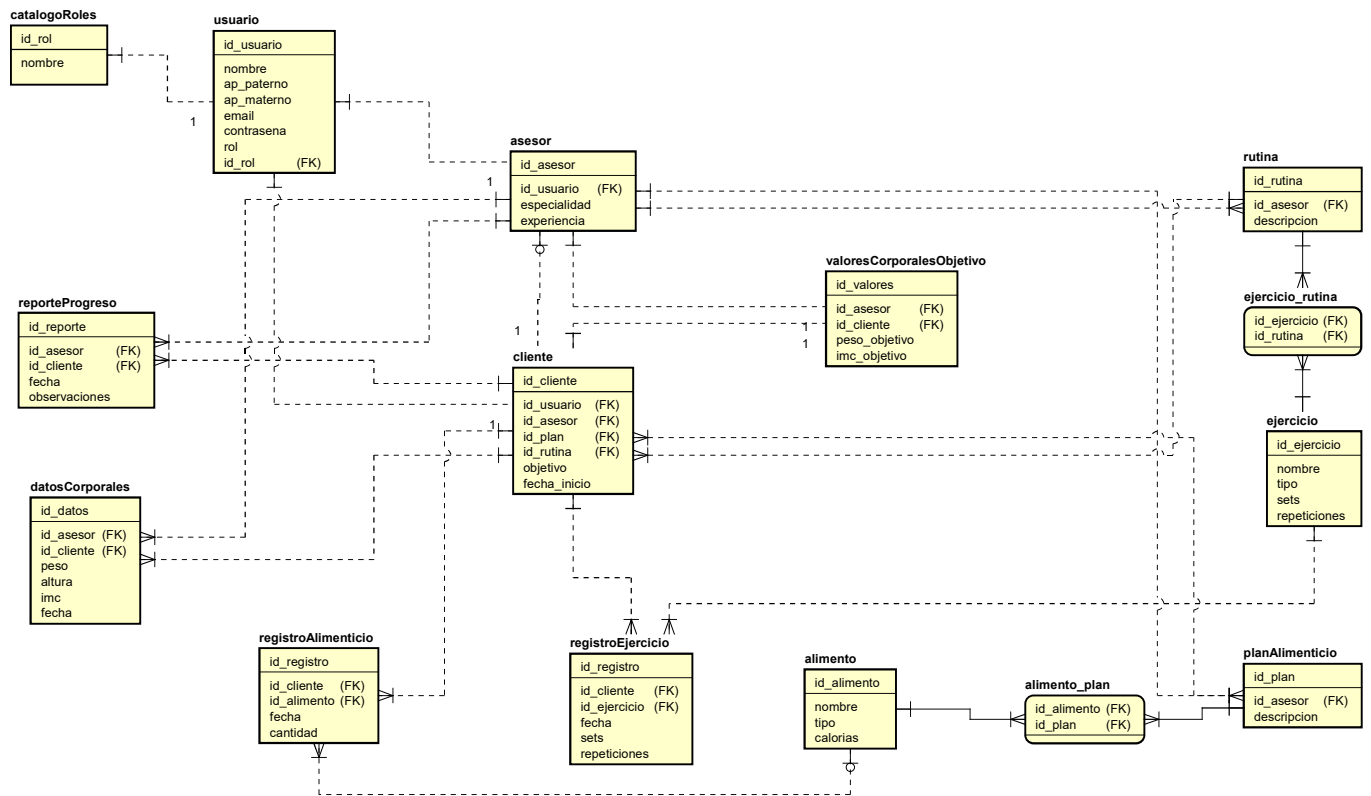 catalogoRoles
id_rol
nombre
usuario
id_usuario
nombre
ap_paterno
ap_materno
email
contrasena
rol
id_rol (FK)
1
asesor
id_asesor
id_usuario (FK)
especialidad
experiencia
1
rutina
id_rutina
id_asesor (FK)
descripcion
valoresCorporalesObjetivo
id_valores
id_asesor (FK)
id_cliente (FK)
peso_objetivo
imc_objetivo
1
1
ejercicio_rutina
id_ejercicio (FK)
id_rutina (FK)
reporteProgreso
id_reporte
id_asesor (FK)
id_cliente (FK)
fecha
observaciones
1
cliente
id_cliente
id_usuario (FK)
id_asesor (FK)
id_plan (FK)
id_rutina (FK)
objetivo
fecha_inicio
1
ejercicio
id_ejercicio
nombre
tipo
sets
repeticiones
datosCorporales
id_datos
id_asesor (FK)
id_cliente (FK)
peso
altura
imc
fecha
registroAlimenticio
id_registro
id_cliente (FK)
id_alimento (FK)
fecha
cantidad
registroEjercicio
id_registro
id_cliente (FK)
id_ejercicio (FK)
fecha
sets
repeticiones
alimento
id_alimento
nombre
tipo
calorias
alimento_plan
id_alimento (FK)
id_plan (FK)
planAlimenticio
id_plan
id_asesor (FK)
descripcion